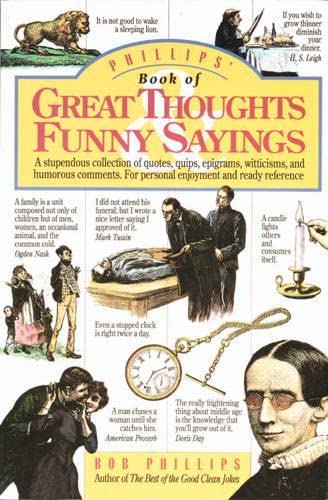 It is not good to wake
a sleeping lion.
If you wish to
grow thinner
diminish
your
dinner.
H. S. Leigh
PHILLIPS'
Book of
GREAT THOUGHTS
&
FUNNY SAYINGS
A stupendous collection of quotes, quips, epigrams, witticisms, and
humorous comments. For personal enjoyment and ready reference
A family is a unit
composed not only of
children but of men,
women, an occasional
animal, and the
common cold.
Ogden Nash
I did not attend his
funeral; but I wrote a
nice letter saying I
approved of it.
Mark Twain
A candle
lights
others
and
consumes
itself.
Even a stopped clock
is right twice a day.
A man chases a
woman until she
catches him.
American Proverb
The really frightening
thing about middle age
is the knowledge that
you'll grow out of it.
Doris Day
BOB PHILLIPS
Author of The Best of the Good Clean Jokes